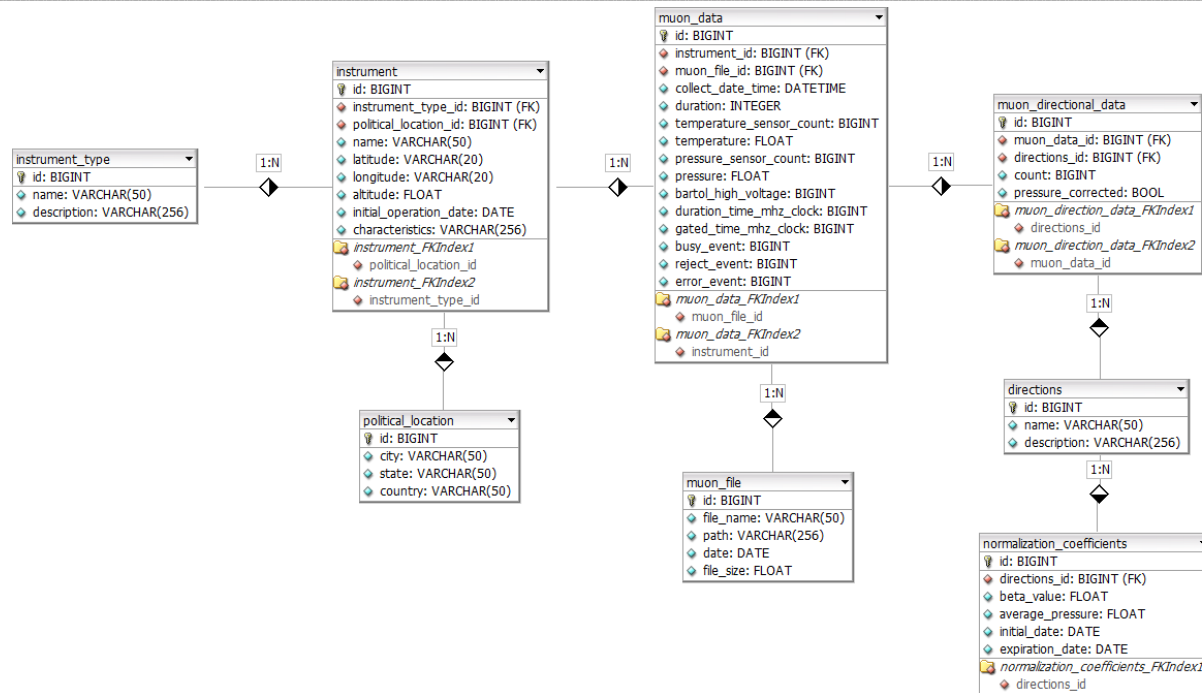 instrument_type
id: BIGINT
name: VARCHAR(50)
description: VARCHAR(256)
1:N
instrument
id: BIGINT
instrument_type_id: BIGINT (FK)
political_location_id: BIGINT (FK)
name: VARCHAR(50)
latitude: VARCHAR(20)
longitude: VARCHAR(20)
altitude: FLOAT
initial_operation_date: DATE
characteristics: VARCHAR(256)
instrument_FKIndex1
political_location_id
instrument_FKIndex2
instrument_type_id
1:N
political_location
id: BIGINT
city: VARCHAR(50)
state: VARCHAR(50)
country: VARCHAR(50)
1:N
muon_data
id: BIGINT
instrument_id: BIGINT (FK)
muon_file_id: BIGINT (FK)
collect_date_time: DATETIME
duration: INTEGER
temperature_sensor_count: BIGINT
temperature: FLOAT
pressure_sensor_count: BIGINT
pressure: FLOAT
bartol_high_voltage: BIGINT
duration_time_mhz_clock: BIGINT
gated_time_mhz_clock: BIGINT
busy_event: BIGINT
reject_event: BIGINT
error_event: BIGINT
muon_data_FKIndex1
muon_file_id
muon_data_FKIndex2
instrument_id
1:N
muon_file
id: BIGINT
file_name: VARCHAR(50)
path: VARCHAR(256)
date: DATE
file_size: FLOAT
1:N
muon_directional_data
id: BIGINT
muon_data_id: BIGINT (FK)
directions_id: BIGINT (FK)
count: BIGINT
pressure_corrected: BOOL
muon_direction_data_FKIndex1
directions_id
muon_direction_data_FKIndex2
muon_data_id
1:N
directions
id: BIGINT
name: VARCHAR(50)
description: VARCHAR(256)
1:N
normalization_coefficients
id: BIGINT
directions_id: BIGINT (FK)
beta_value: FLOAT
average_pressure: FLOAT
initial_date: DATE
expiration_date: DATE
normalization_coefficients_FKIndex1
directions_id